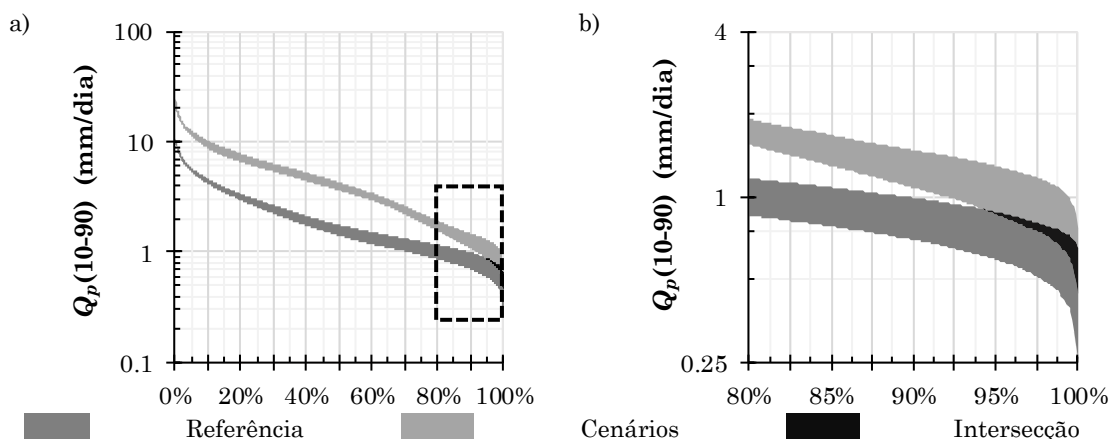 a)
Qp(10-90) (mm/dia)
100
10
1
0.1
0% 20% 40% 60% 80% 100%
b)
Qp(10-90) (mm/dia)
4
1
0.25
80% 85% 90% 95% 100%
Referência Cenários Intersecção